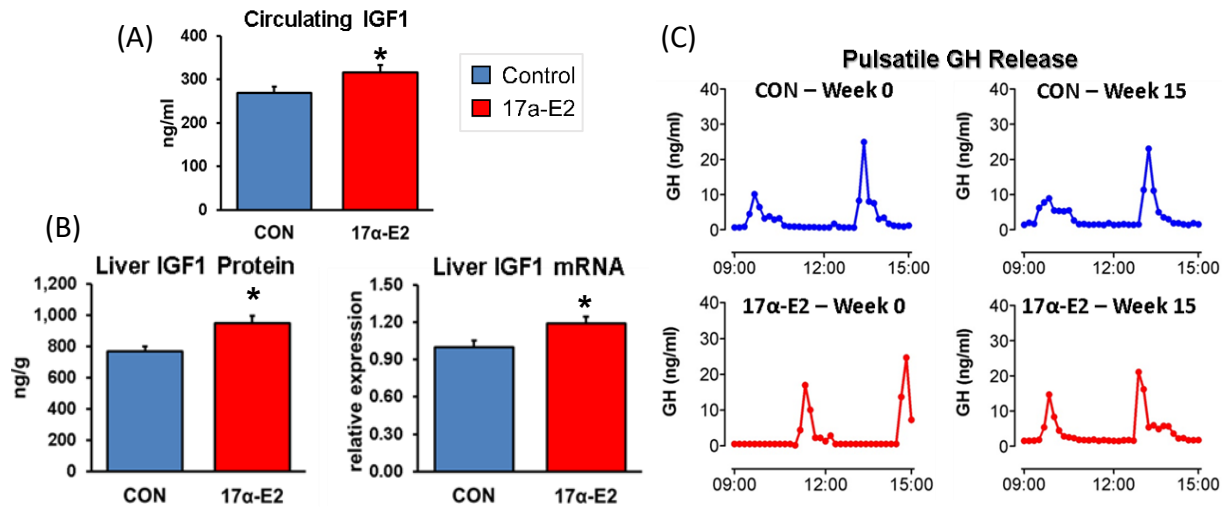 (A)
Circulating IGF1
ng/ml
400
300
200
100
0
*
CON
17α-E2
Control
17a-E2
(B)
Liver IGF1 Protein
ng/g
1,200
1,000
800
600
400
200
0
*
CON
17α-E2
Liver IGF1 mRNA
relative expression
1.50
1.20
0.90
0.60
0.30
0.00
*
CON
17α-E2
(C)
Pulsatile GH Release
CON – Week 0
GH (ng/ml)
40
30
20
10
0
09:00
12:00
15:00
CON – Week 15
GH (ng/ml)
40
30
20
10
0
09:00
12:00
15:00
17α-E2 – Week 0
GH (ng/ml)
40
30
20
10
0
09:00
12:00
15:00
17α-E2 – Week 15
GH (ng/ml)
40
30
20
10
0
09:00
12:00
15:00